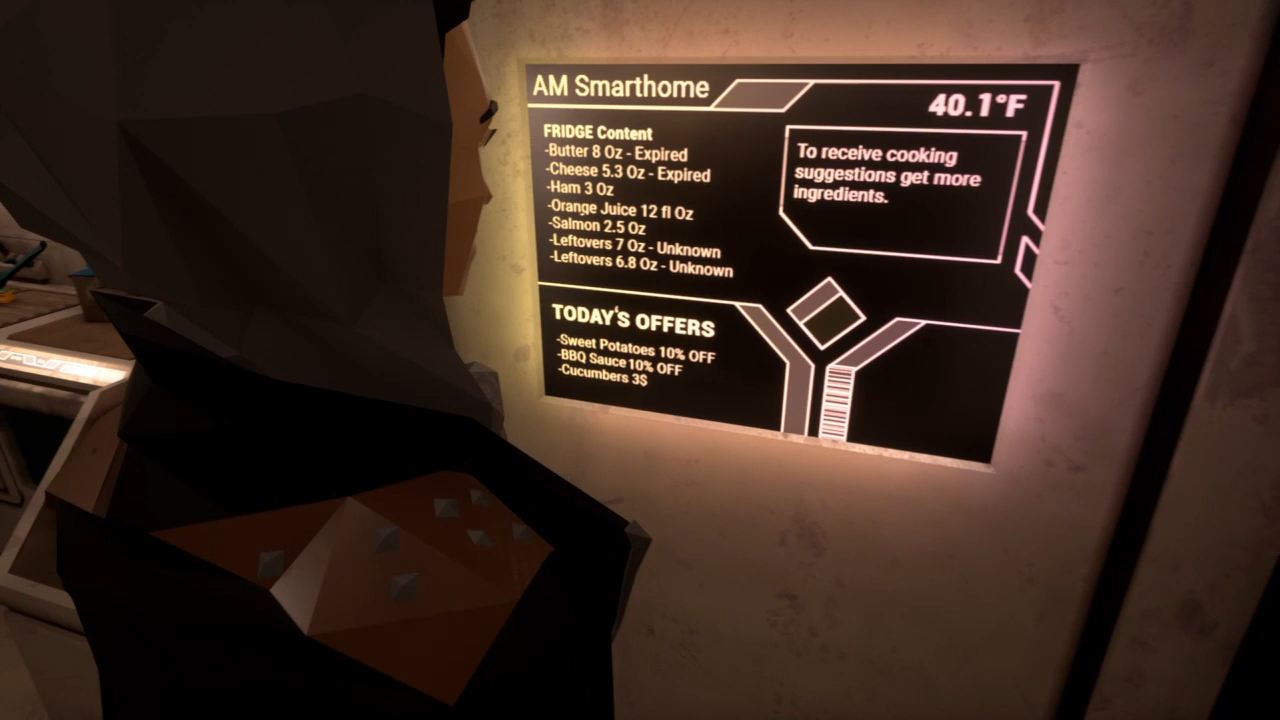 AM Smarthome
40.1°F
FRIDGE Content
-Butter 8 Oz - Expired
-Cheese 5.3 Oz - Expired
-Ham 3 Oz
-Orange Juice 12 fl Oz
-Salmon 2.5 Oz
-Leftovers 7 Oz - Unknown
-Leftovers 6.8 Oz - Unknown
To receive cooking
suggestions get more
ingredients.
TODAY'S OFFERS
-Sweet Potatoes 10% OFF
-BBQ Sauce 10% OFF
-Cucumbers 3$